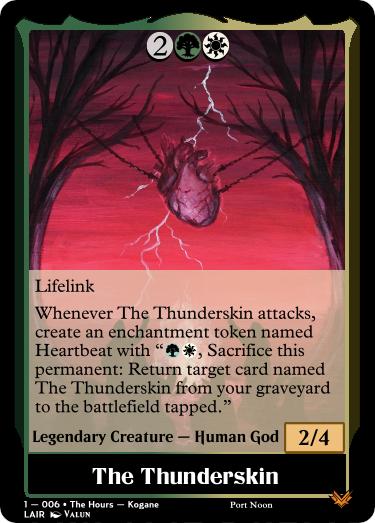 2
Lifelink
Whenever The Thunderskin attacks,
create an enchantment token named
Heartbeat with “, Sacrifice this
permanent: Return target card named
The Thunderskin from your graveyard
to the battlefield tapped.”
Legendary Creature — Human God 2/4
The Thunderskin
1 — 006 • The Hours — Kogane Port Noon
LAIR VALUN